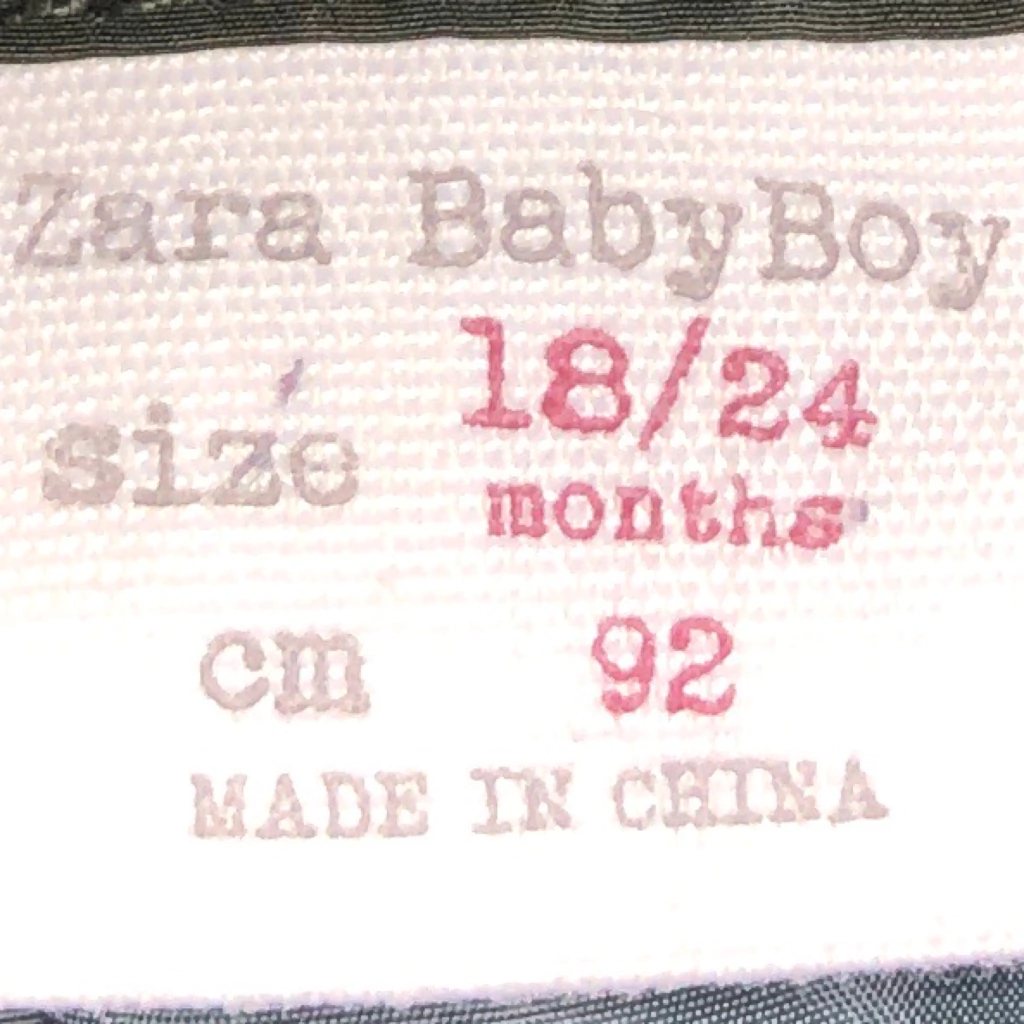 Zara BabyBoy
size 18/24
months
cm 92
MADE IN CHINA